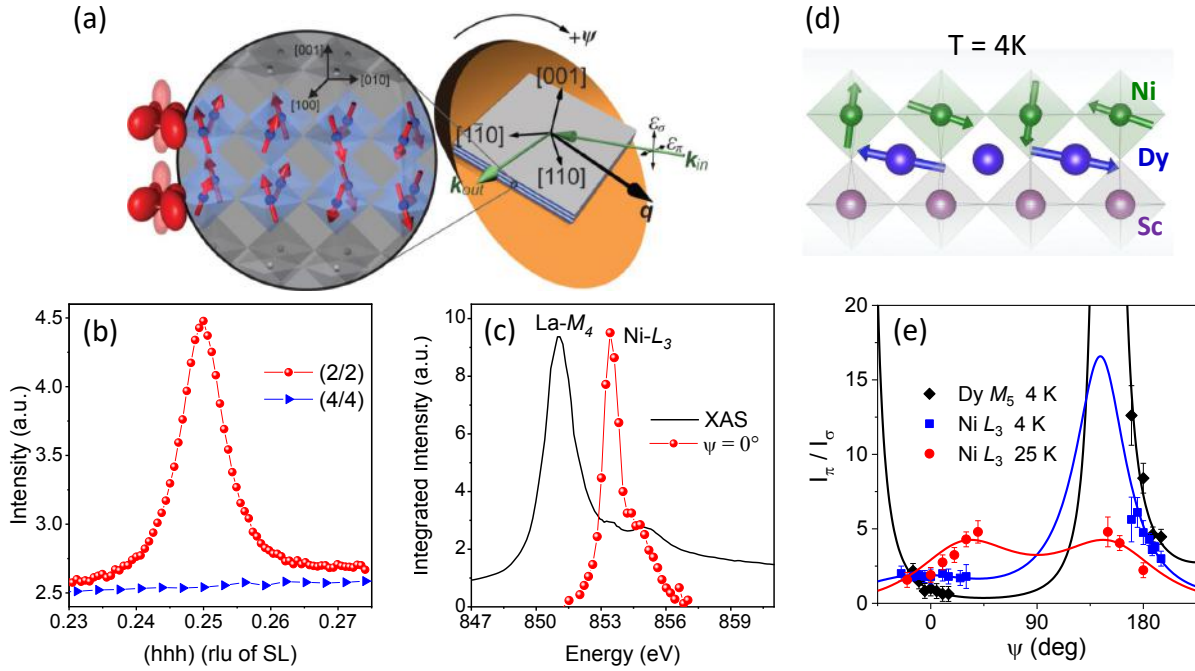 (a)
+ψ
[001]
[010]
[100]
[001]
[1̄10]
[110]
εσ
επ
k_in
k_out
q
(d)
T = 4K
Ni
Dy
Sc
(b)
4.5
4.0
3.5
3.0
2.5
0.23
0.24
0.25
0.26
0.27
Intensity (a.u.)
(hhh) (rlu of SL)
(2/2)
(4/4)
(c)
La-M4
Ni-L3
XAS
ψ = 0°
10
8
6
4
2
0
847
850
853
856
859
Integrated Intensity (a.u.)
Energy (eV)
(e)
20
15
10
5
0
0
90
180
Iπ / Iσ
ψ (deg)
Dy M5 4 K
Ni L3 4 K
Ni L3 25 K